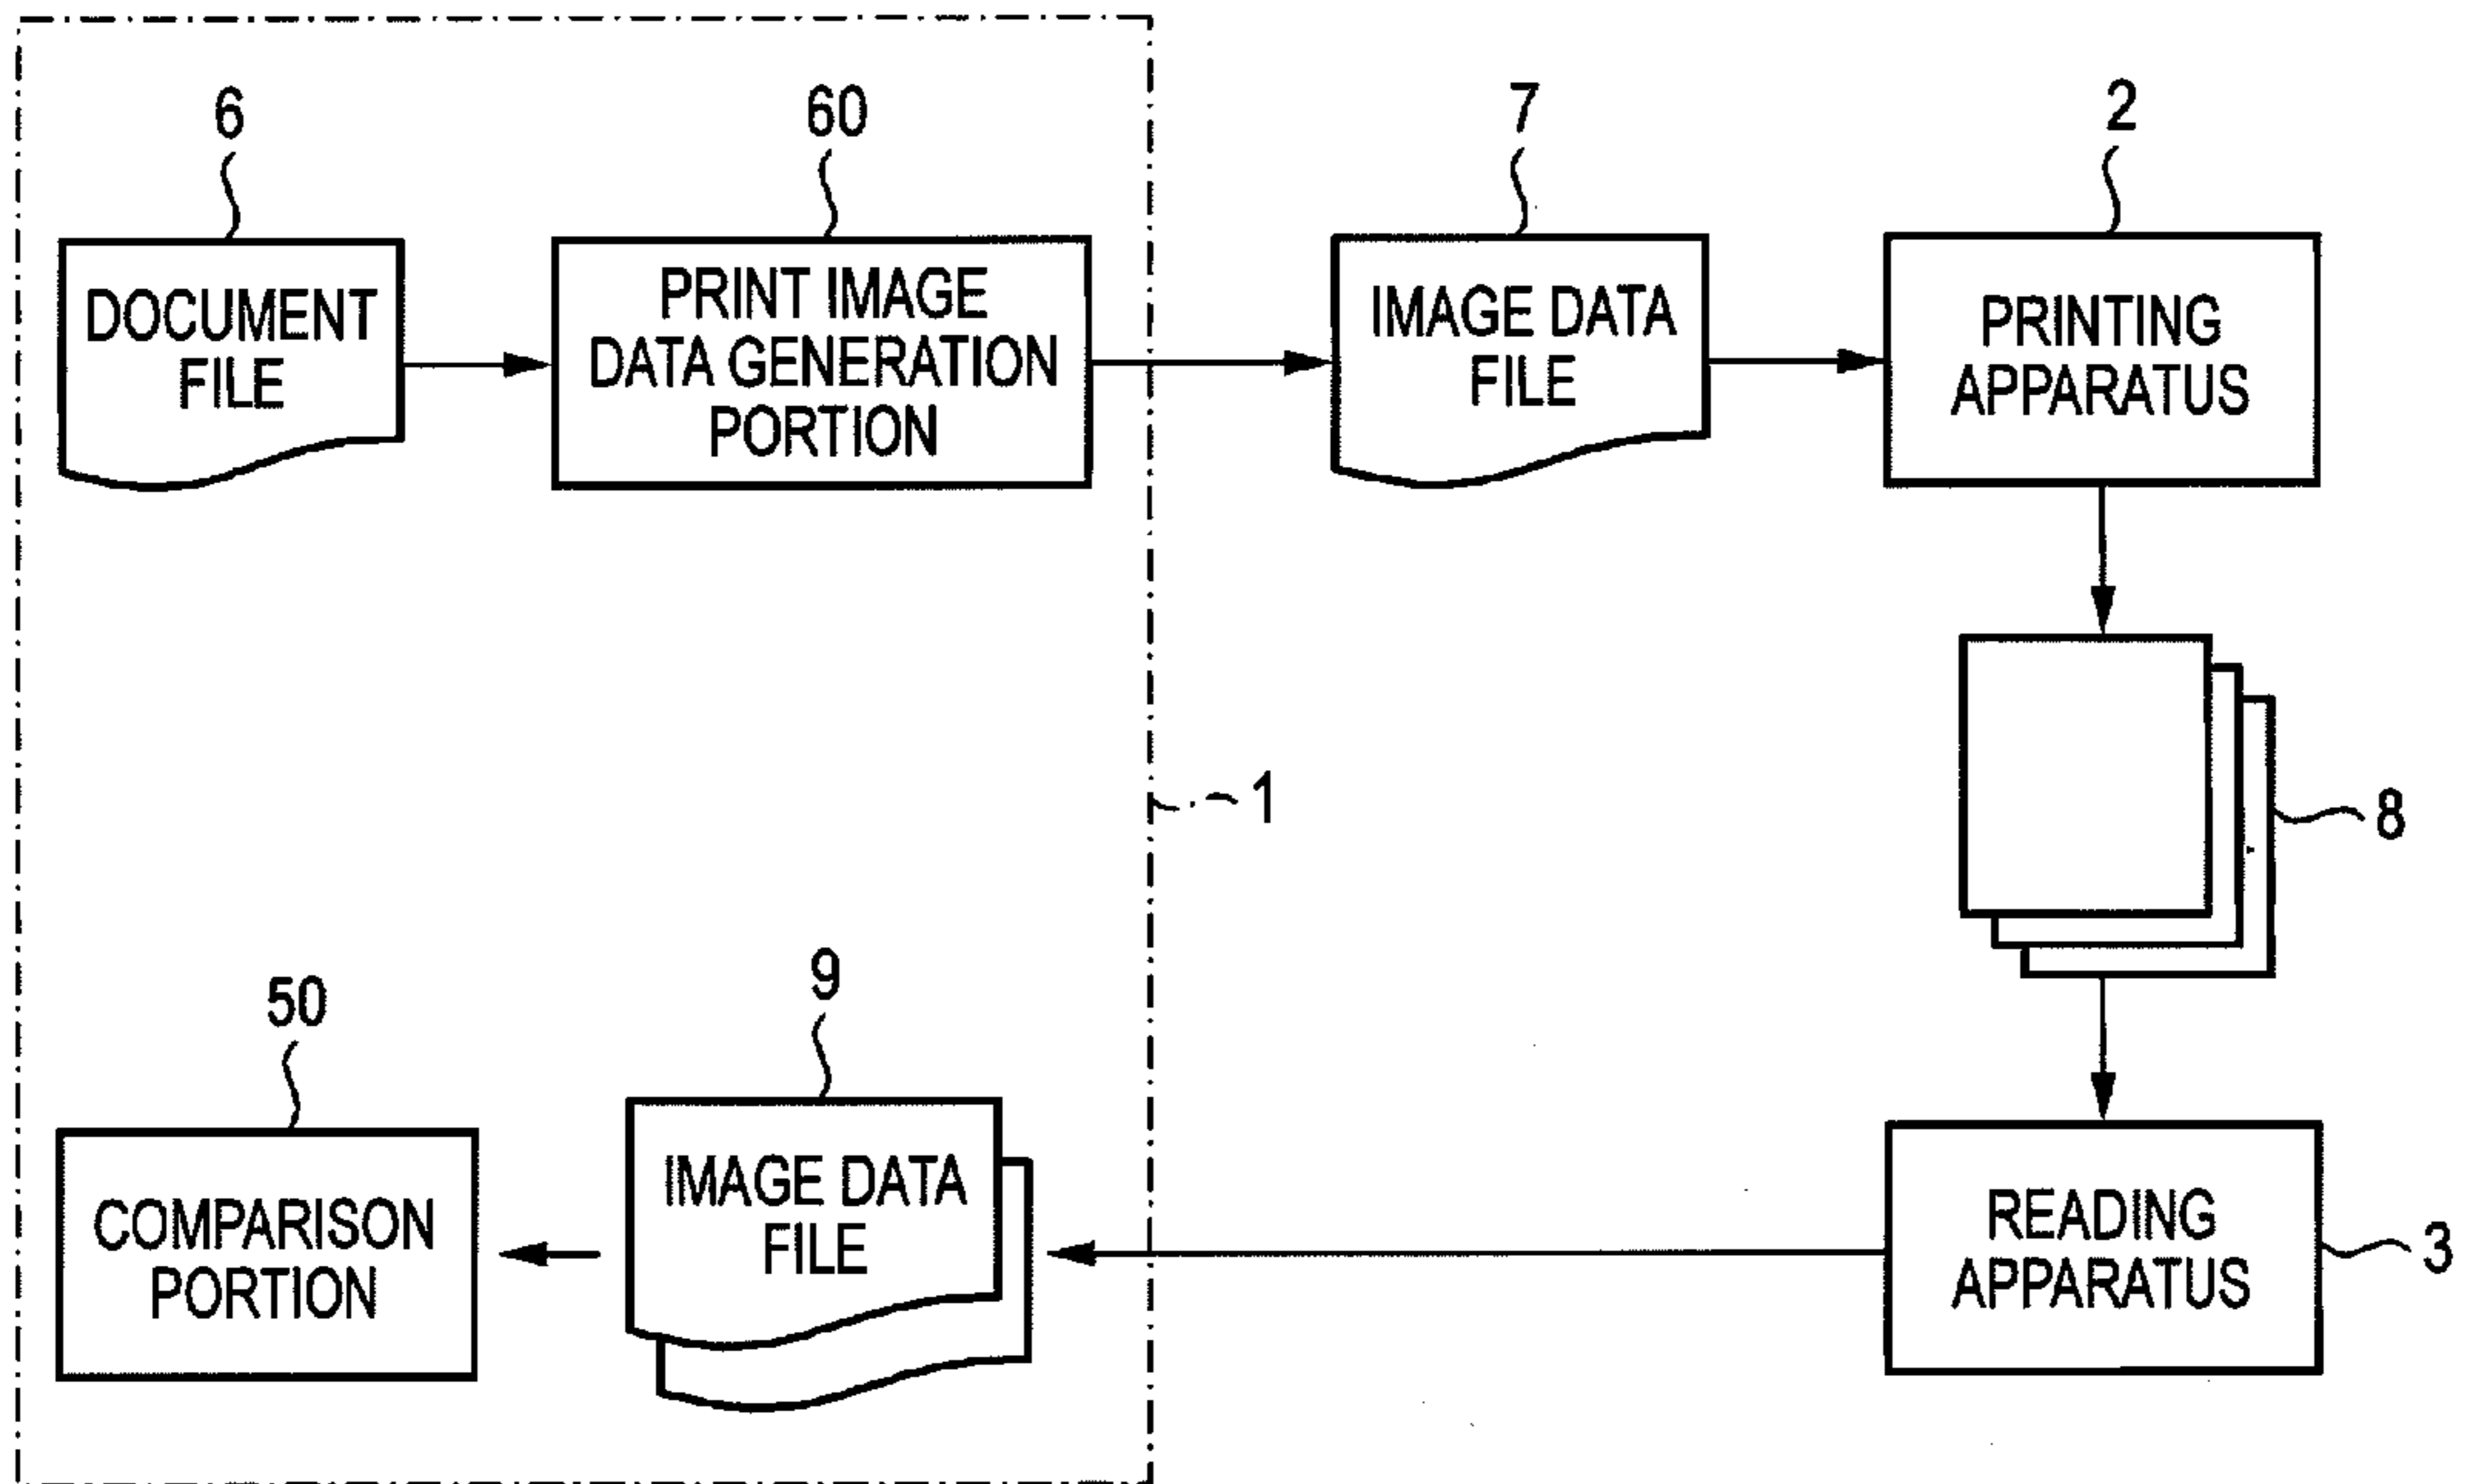 6
60
7
2
DOCUMENT
FILE
PRINT IMAGE
DATA GENERATION
PORTION
IMAGE DATA
FILE
PRINTING
APPARATUS
1
8
50
9
COMPARISON
PORTION
IMAGE DATA
FILE
READING
APPARATUS
3